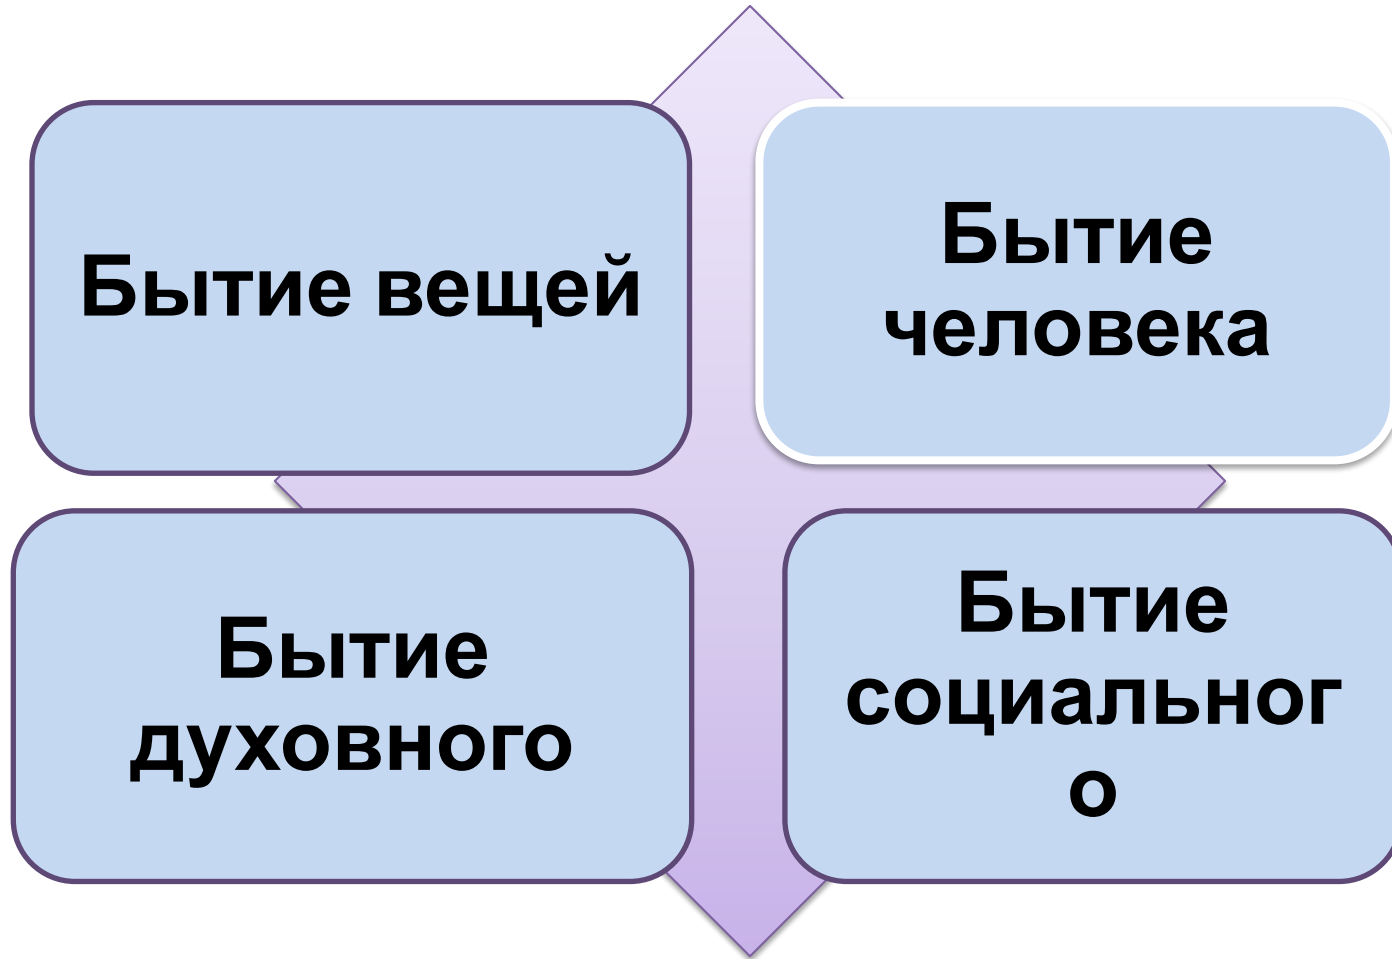 Бытие вещей
Бытие
человека
Бытие
духовного
Бытие
социальног
о